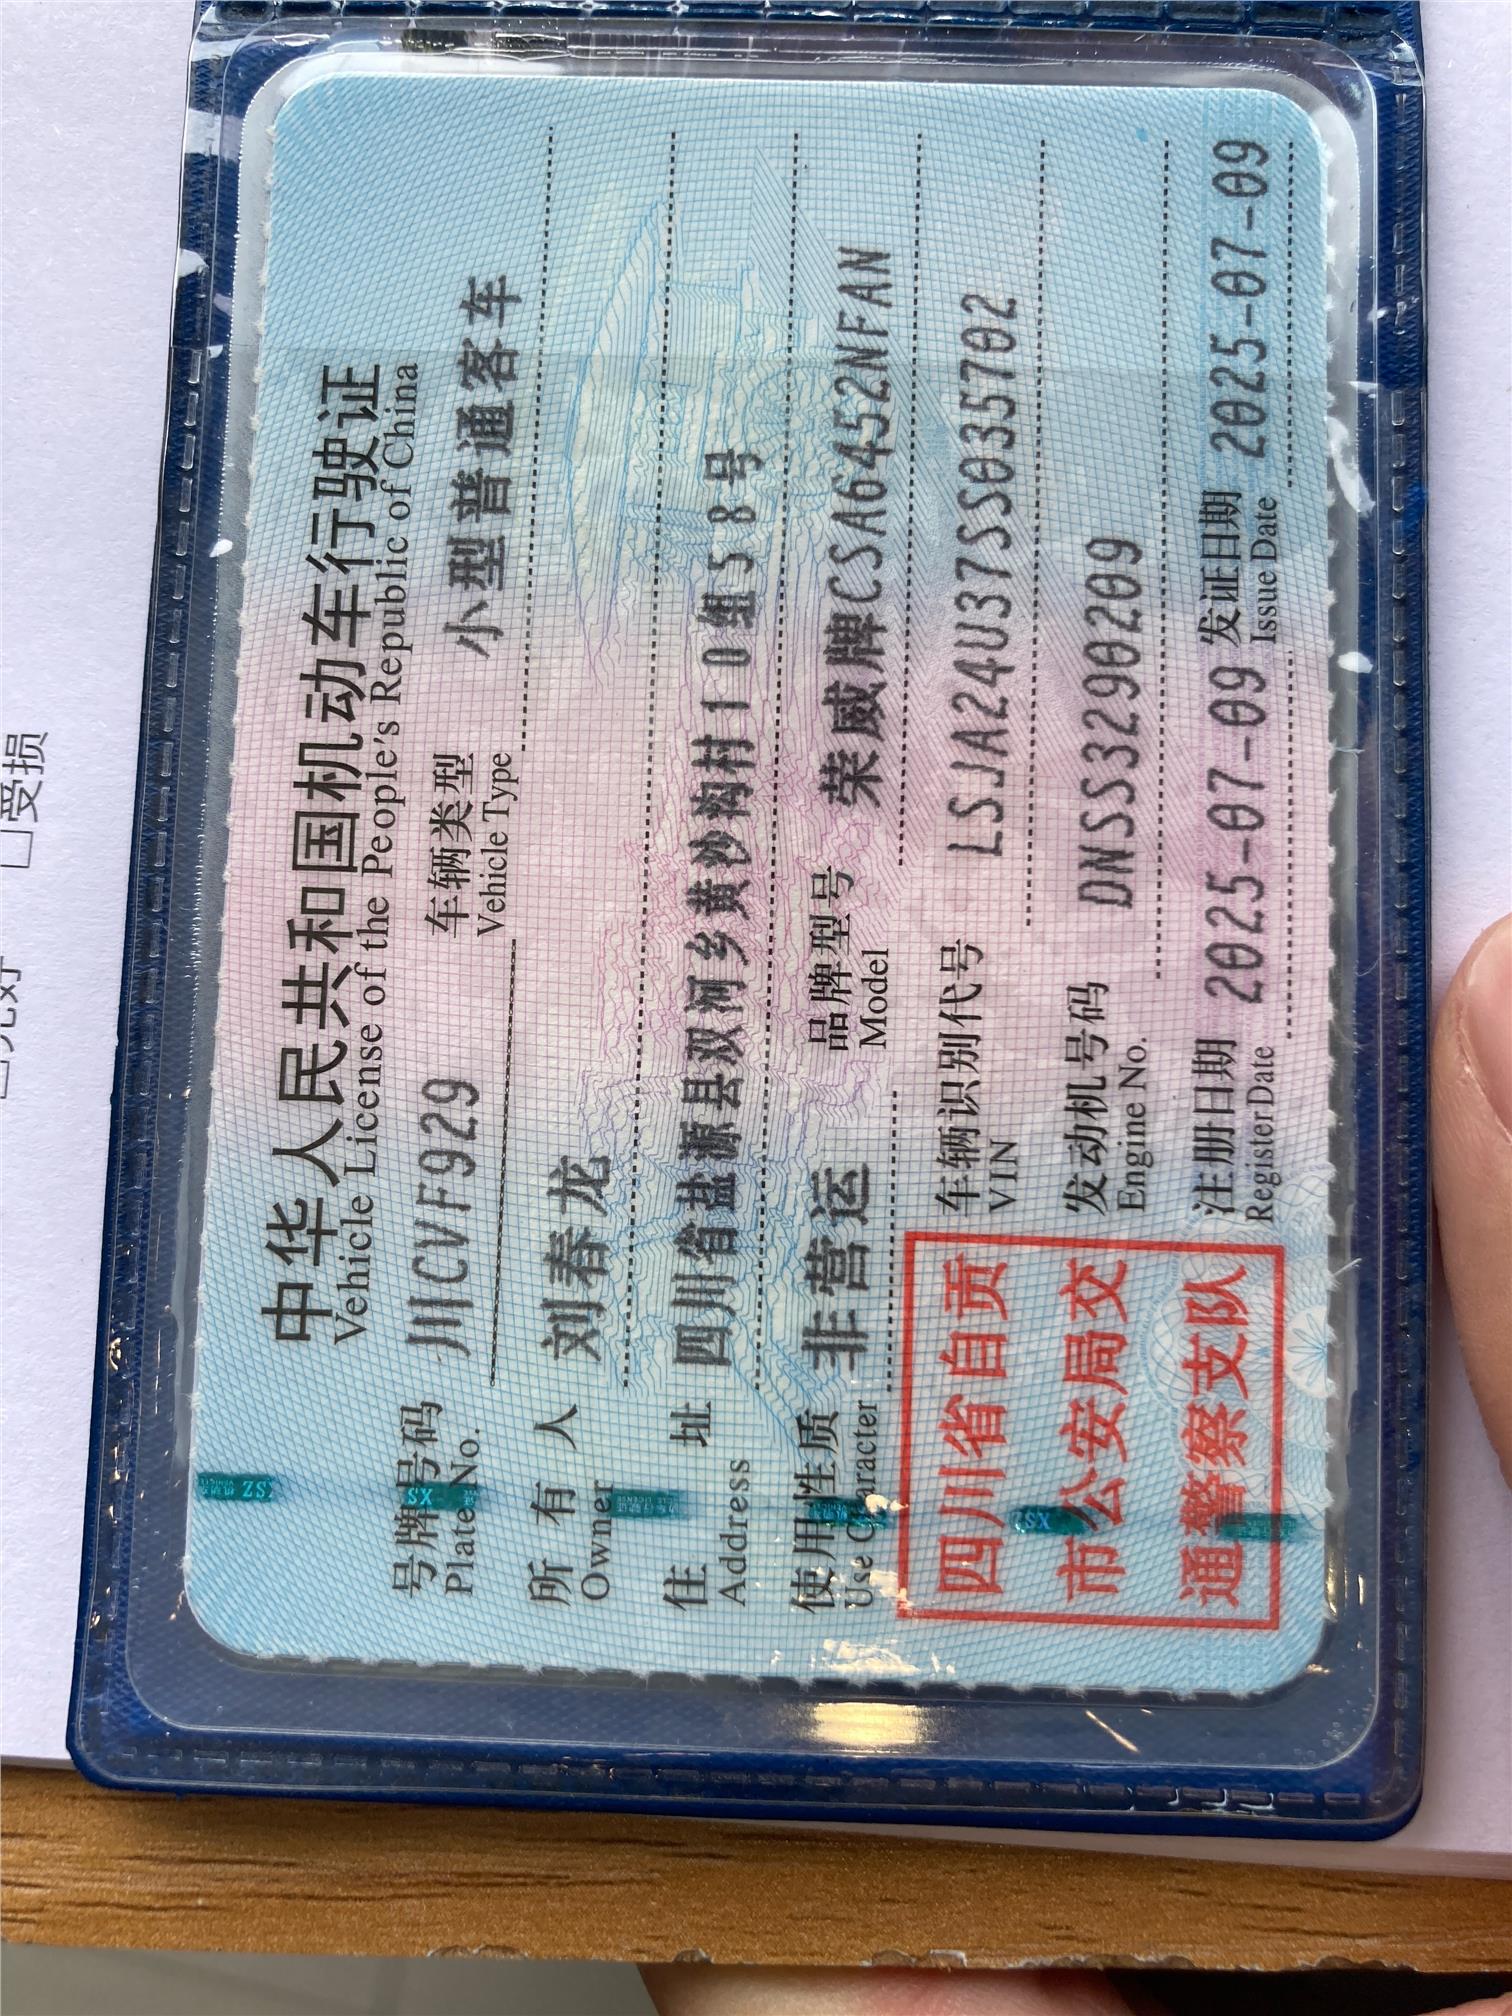 中华人民共和国机动车行驶证
Vehicle License of the People's Republic of China
号牌号码 川CVF929 车辆类型 小型普通客车
Plate No. Vehicle Type
所有人 刘春龙
Owner
住址 四川省盐源县双河乡黄沙沟村10组58号
Address
使用性质 非营运 品牌型号 荣威牌CSA6452NFAN
Use Character Model
四川省自贡
市公安局交
通警察支队
车辆识别代号 LSJA24U37SS035702
VIN
发动机号码 DNSS3290209
Engine No.
注册日期 2025-07-09 发证日期 2025-07-09
Register Date Issue Date
□受损